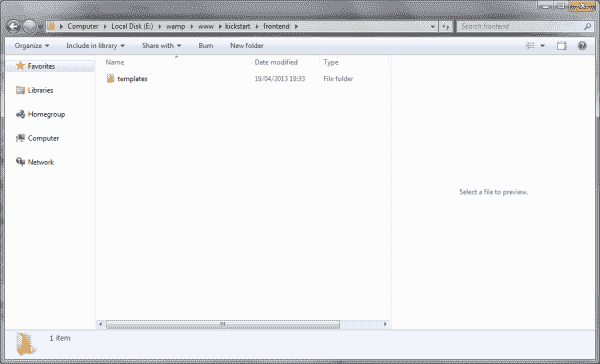 Computer ▸ Local Disk (E:) ▸ wamp ▸ www ▸ kickstart ▸ frontend ▸ Search frontend
Organize Include in library Share with Burn New folder
Name Date modified Type
Favorites
templates 19/04/2013 19:33 File folder
Libraries
Homegroup
Computer
Network
Select a file to preview.
1 item